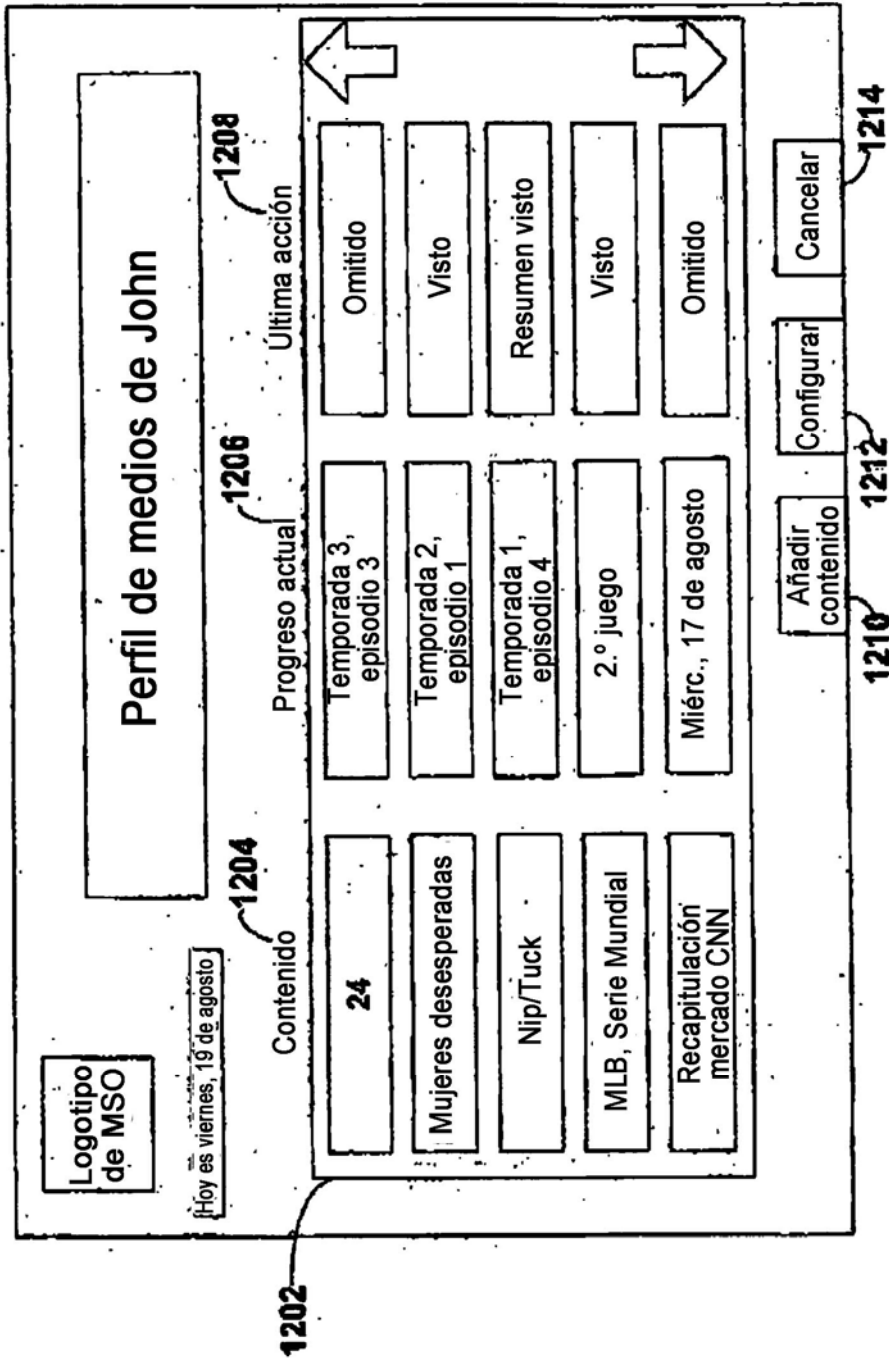 Logotipo
de MSO
Perfil de medios de John
Hoy es viernes, 19 de agosto
Contenido
1204
Progreso actual
1206
Última acción
1208
1202
24
Temporada 3,
episodio 3
Omitido
Mujeres desesperadas
Temporada 2,
episodio 1
Visto
Nip/Tuck
Temporada 1,
episodio 4
Resumen visto
MLB, Serie Mundial
2.º juego
Visto
Recapitulación
mercado CNN
Miérc., 17 de agosto
Omitido
Añadir
contenido
Configurar
Cancelar
1210
1212
1214